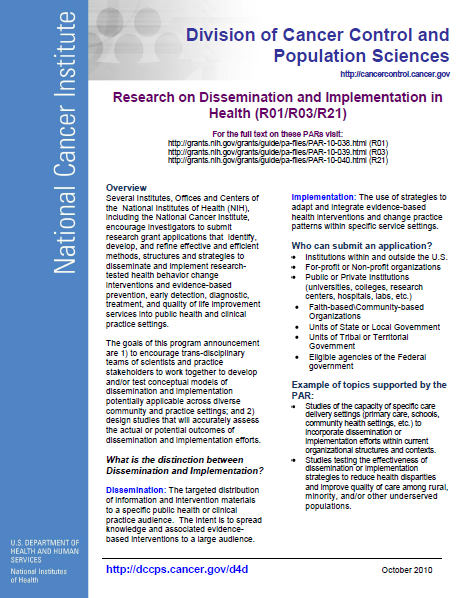 National Cancer Institute
Division of Cancer Control and
Population Sciences
http://cancercontrol.cancer.gov
Research on Dissemination and Implementation in
Health (R01/R03/R21)
For the full text on these PARs visit:
http://grants.nih.gov/grants/guide/pa-files/PAR-10-038.html (R01)
http://grants.nih.gov/grants/guide/pa-files/PAR-10-039.html (R03)
http://grants.nih.gov/grants/guide/pa-files/PAR-10-040.html (R21)
Overview
Several Institutes, Offices and Centers of
the National Institutes of Health (NIH),
including the National Cancer Institute,
encourage investigators to submit
research grant applications that identify,
develop, and refine effective and efficient
methods, structures and strategies to
disseminate and implement research-
tested health behavior change
interventions and evidence-based
prevention, early detection, diagnostic,
treatment, and quality of life improvement
services into public health and clinical
practice settings.
The goals of this program announcement
are 1) to encourage trans-disciplinary
teams of scientists and practice
stakeholders to work together to develop
and/or test conceptual models of
dissemination and implementation
potentially applicable across diverse
community and practice settings; and 2)
design studies that will accurately assess
the actual or potential outcomes of
dissemination and implementation efforts.
What is the distinction between
Dissemination and Implementation?
Dissemination: The targeted distribution
of information and intervention materials
to a specific public health or clinical
practice audience. The intent is to spread
knowledge and associated evidence-
based interventions to a large audience.
Implementation: The use of strategies to
adapt and integrate evidence-based
health interventions and change practice
patterns within specific service settings.
Who can submit an application?
• Institutions within and outside the U.S.
• For-profit or Non-profit organizations
• Public or Private Institutions
(universities, colleges, research
centers, hospitals, labs, etc.)
• Faith-based\Community-based
Organizations
• Units of State or Local Government
• Units of Tribal or Territorial
Government
• Eligible agencies of the Federal
government
Example of topics supported by the
PAR:
• Studies of the capacity of specific care
delivery settings (primary care, schools,
community health settings, etc.) to
incorporate dissemination or
implementation efforts within current
organizational structures and contexts.
• Studies testing the effectiveness of
dissemination or implementation
strategies to reduce health disparities
and improve quality of care among rural,
minority, and/or other underserved
populations.
U.S. DEPARTMENT OF
HEALTH AND HUMAN
SERVICES
National Institutes
of Health
http://dccps.cancer.gov/d4d
October 2010